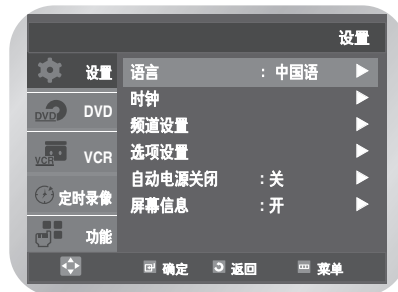 设置
设置
DVD DVD
VCR VCR
定时录像
功能
语言 : 中国语 ▶
时钟 ▶
频道设置 ▶
选项设置 ▶
自动电源关闭 : 关 ▶
屏幕信息 : 开 ▶
确定 返回 菜单